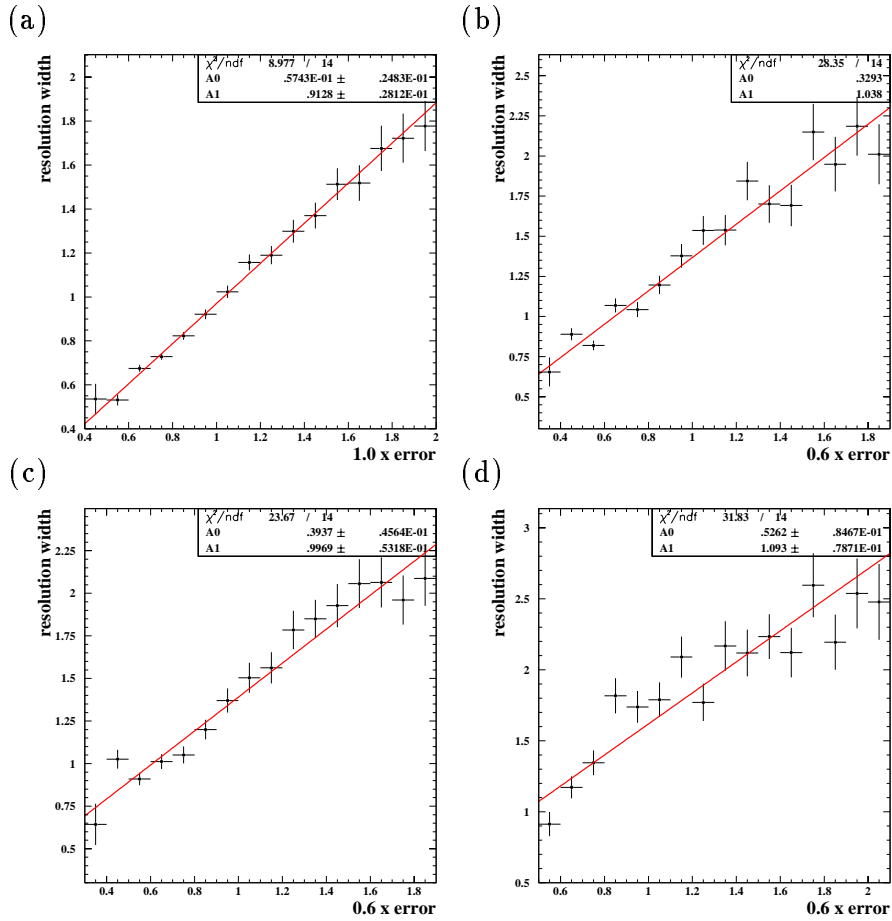 (a)
χ²/ndf 8.977 / 14
A0 .5743E-01 ± .2483E-01
A1 .9128 ± .2812E-01
resolution width
2
1.8
1.6
1.4
1.2
1
0.8
0.6
0.4
0.4 0.6 0.8 1 1.2 1.4 1.6 1.8 2
1.0 x error
(b)
χ²/ndf 28.35 / 14
A0 .3293
A1 1.038
resolution width
2.5
2.25
2
1.75
1.5
1.25
1
0.75
0.5
0.4 0.6 0.8 1 1.2 1.4 1.6 1.8
0.6 x error
(c)
χ²/ndf 23.67 / 14
A0 .3937 ± .4564E-01
A1 .9969 ± .5318E-01
resolution width
2.25
2
1.75
1.5
1.25
1
0.75
0.5
0.4 0.6 0.8 1 1.2 1.4 1.6 1.8
0.6 x error
(d)
χ²/ndf 31.83 / 14
A0 .5262 ± .8467E-01
A1 1.093 ± .7871E-01
resolution width
3
2.5
2
1.5
1
0.5
0.6 0.8 1 1.2 1.4 1.6 1.8 2
0.6 x error